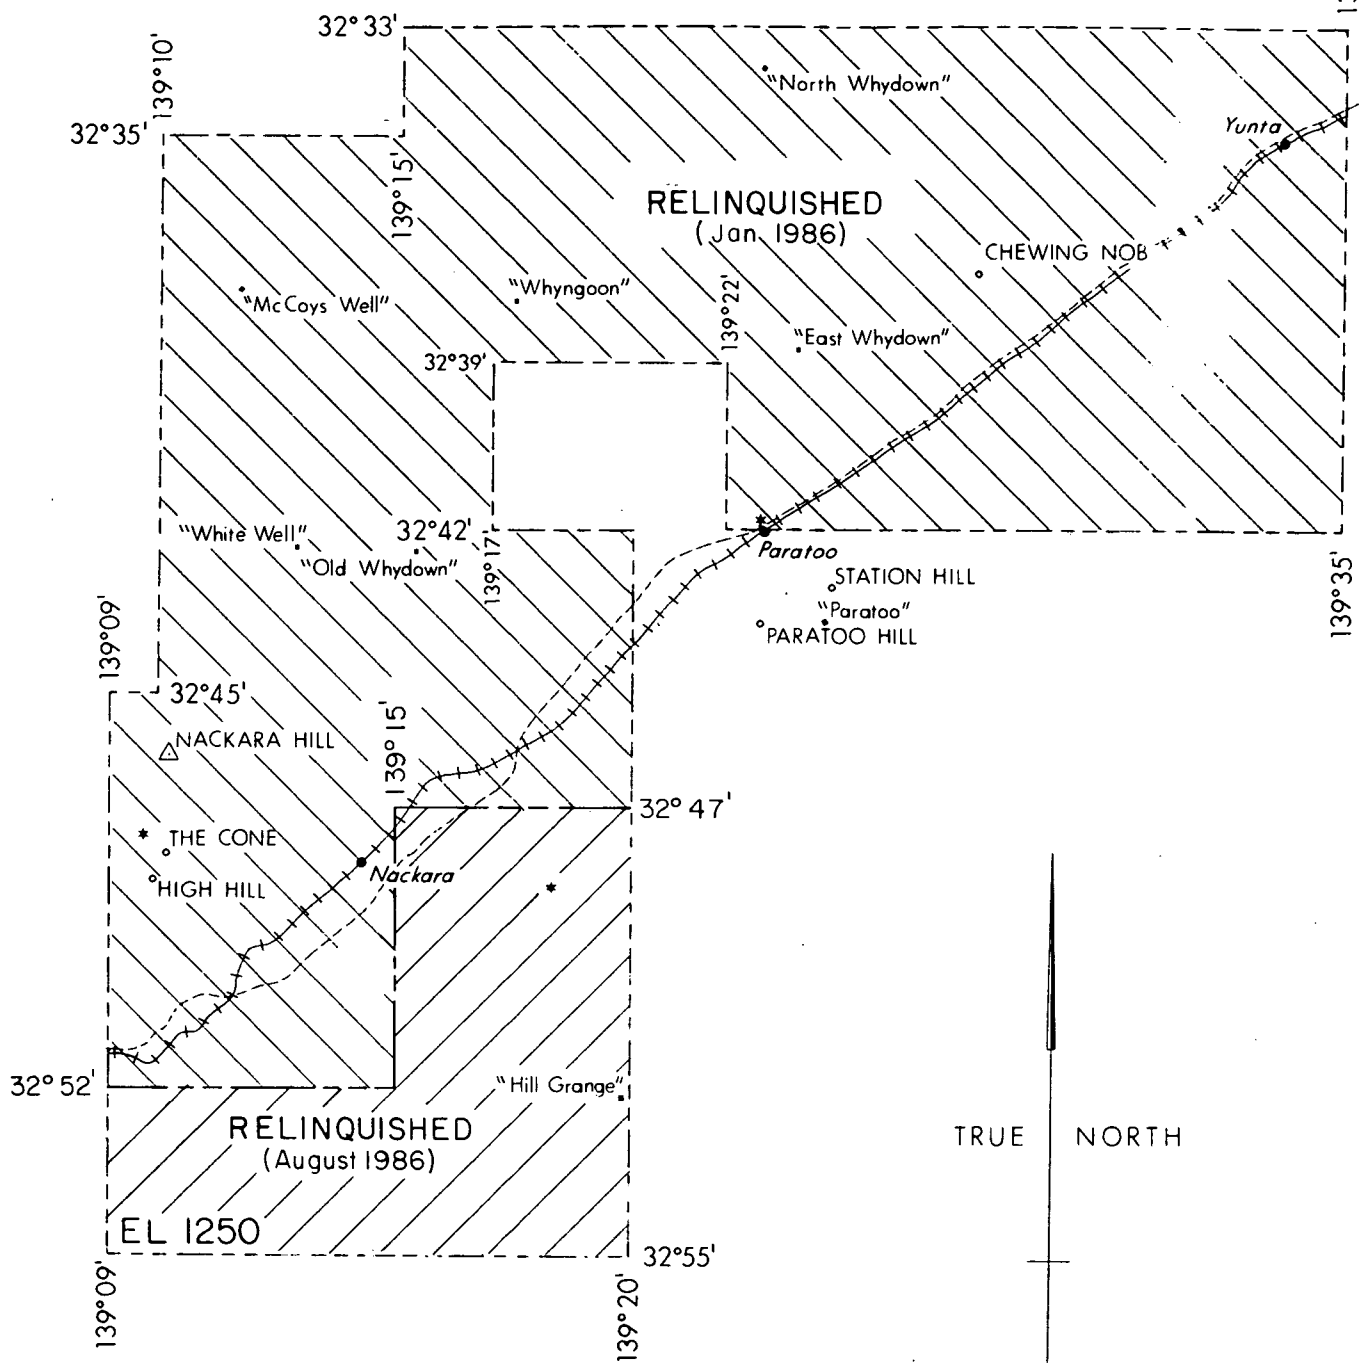 32°33'
139°10'
"North Whydown"
32°35'
Yunta
139°15'
RELINQUISHED
(Jan. 1986)
CHEWING NOB
139°22'
"McCoys Well"
"Whyngoon"
"East Whydown"
32°39'
"White Well"
32°42'
"Old Whydown"
139°17'
Paratoo
STATION HILL
"Paratoo"
PARATOO HILL
139°35'
139°09'
32°45'
NACKARA HILL
139°15'
32°47'
THE CONE
Nackara
HIGH HILL
32°52'
"Hill Grange"
RELINQUISHED
(August 1986)
TRUE NORTH
EL 1250
32°55'
139°09'
139°20'